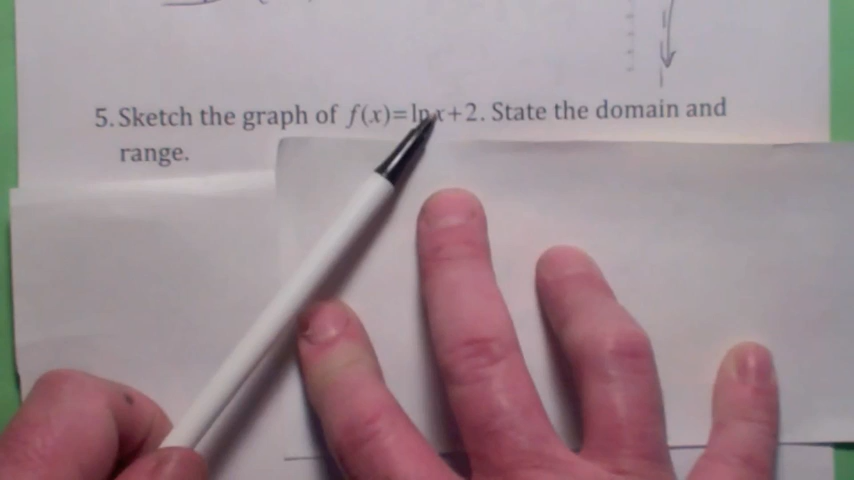 5. Sketch the graph of f(x)=ln x+2. State the domain and
range.